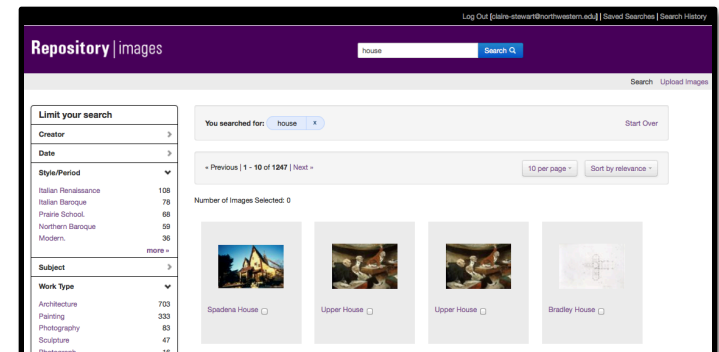 Log Out [claire-stewart@northwestern.edu] | Saved Searches | Search History
Repository | images
house
Search
Search Upload Images
Limit your search
Creator
Date
Style/Period
Italian Renaissance 108
Italian Baroque 78
Prairie School. 68
Northern Baroque 59
Modern. 36
more »
Subject
Work Type
Architecture 703
Painting 333
Photography 83
Sculpture 47
Photograph 16
You searched for: house x
Start Over
« Previous | 1 - 10 of 1247 | Next »
10 per page
Sort by relevance
Number of Images Selected: 0
Spadena House
Upper House
Upper House
Bradley House